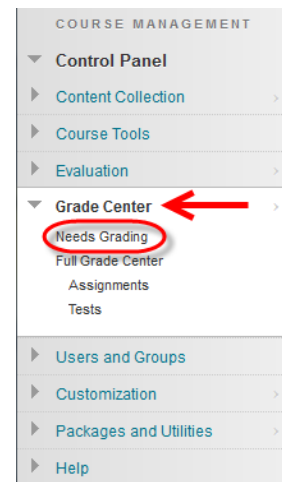 COURSE MANAGEMENT
Control Panel
Content Collection
Course Tools
Evaluation
Grade Center
Needs Grading
Full Grade Center
Assignments
Tests
Users and Groups
Customization
Packages and Utilities
Help